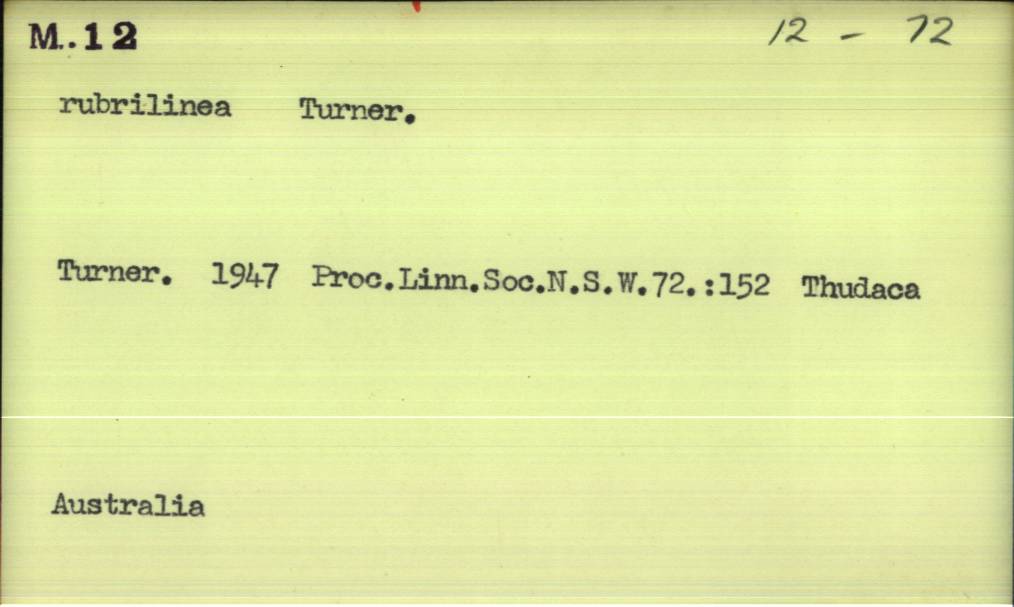 M..12 12 - 72
rubrilinea Turner.
Turner. 1947 Proc.Linn.Soc.N.S.W.72.:152 Thudaca
Australia